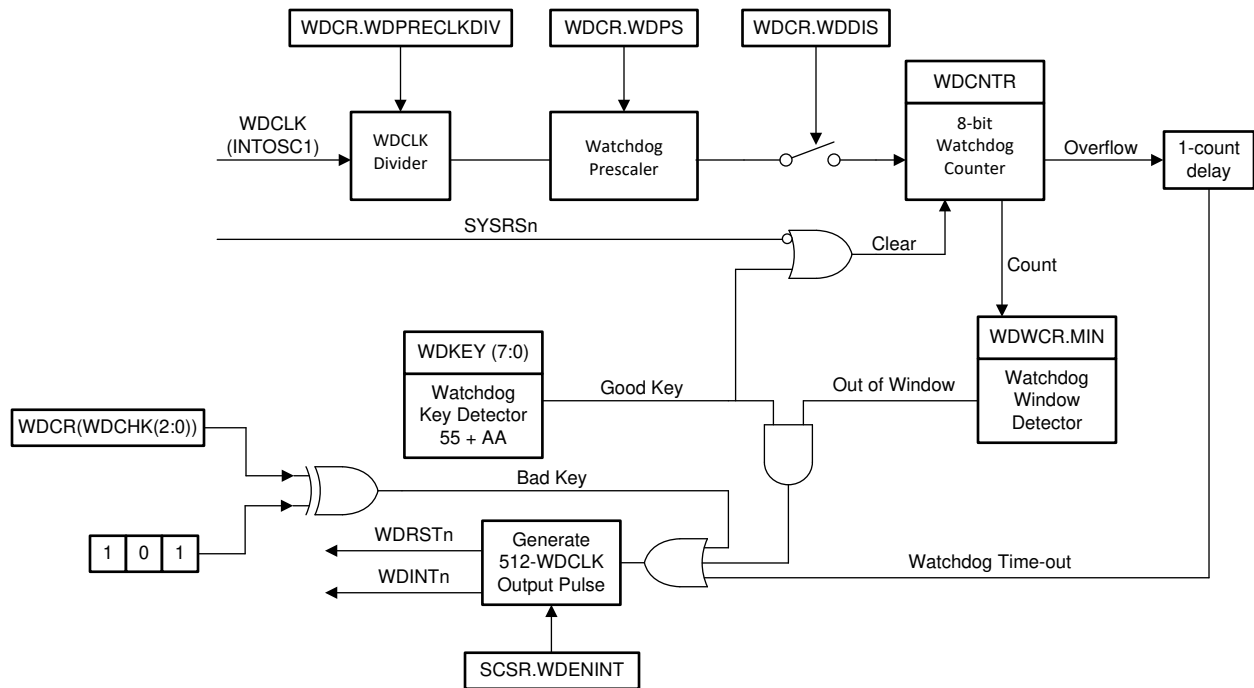 WDCR.WDPRECLKDIV
WDCR.WDPS
WDCR.WDDIS
WDCNTR
WDCLK
(INTOSC1)
WDCLK
Divider
Watchdog
Prescaler
8-bit
Watchdog
Counter
Overflow
1-count
delay
SYSRSn
Clear
Count
WDKEY (7:0)
Watchdog
Key Detector
55 + AA
Good Key
Out of Window
WDWCR.MIN
Watchdog
Window
Detector
WDCR(WDCHK(2:0))
Bad Key
1 0 1
WDRSTn
WDINTn
Generate
512-WDCLK
Output Pulse
Watchdog Time-out
SCSR.WDENINT